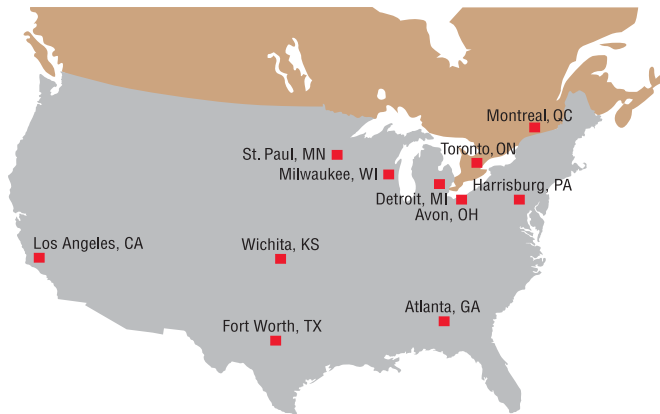 Montreal, QC
St. Paul, MN
Toronto, ON
Milwaukee, WI
Harrisburg, PA
Detroit, MI
Avon, OH
Los Angeles, CA
Wichita, KS
Atlanta, GA
Fort Worth, TX